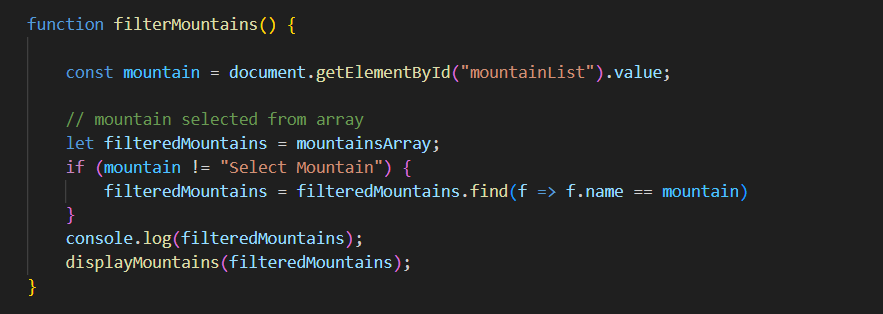 function filterMountains() {
const mountain = document.getElementById("mountainList").value;
// mountain selected from array
let filteredMountains = mountainsArray;
if (mountain != "Select Mountain") {
filteredMountains = filteredMountains.find(f => f.name == mountain)
}
console.log(filteredMountains);
displayMountains(filteredMountains);
}